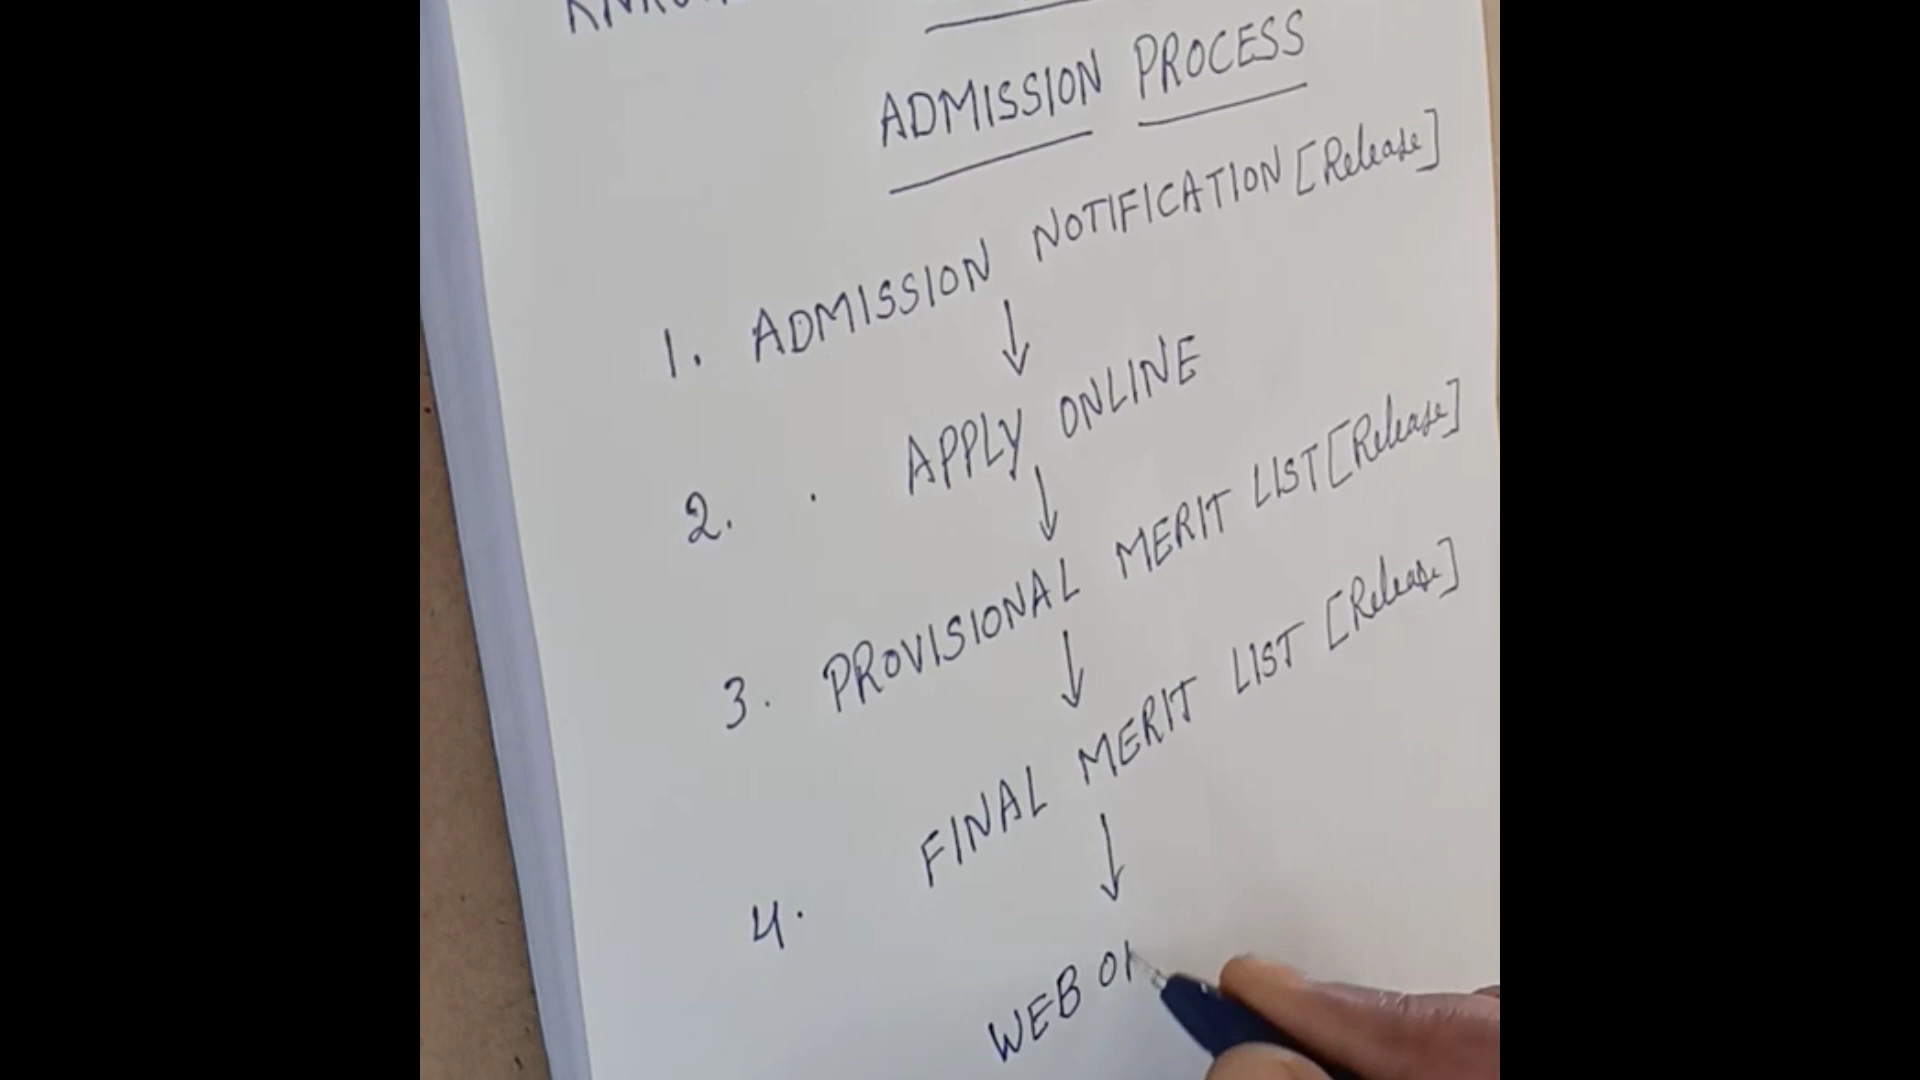 ADMISSION PROCESS
1. ADMISSION NOTIFICATION [Release]
↓
2. . APPLY ONLINE
↓
3. PROVISIONAL MERIT LIST [Release]
↓
4. FINAL MERIT LIST [Release]
↓
WEB